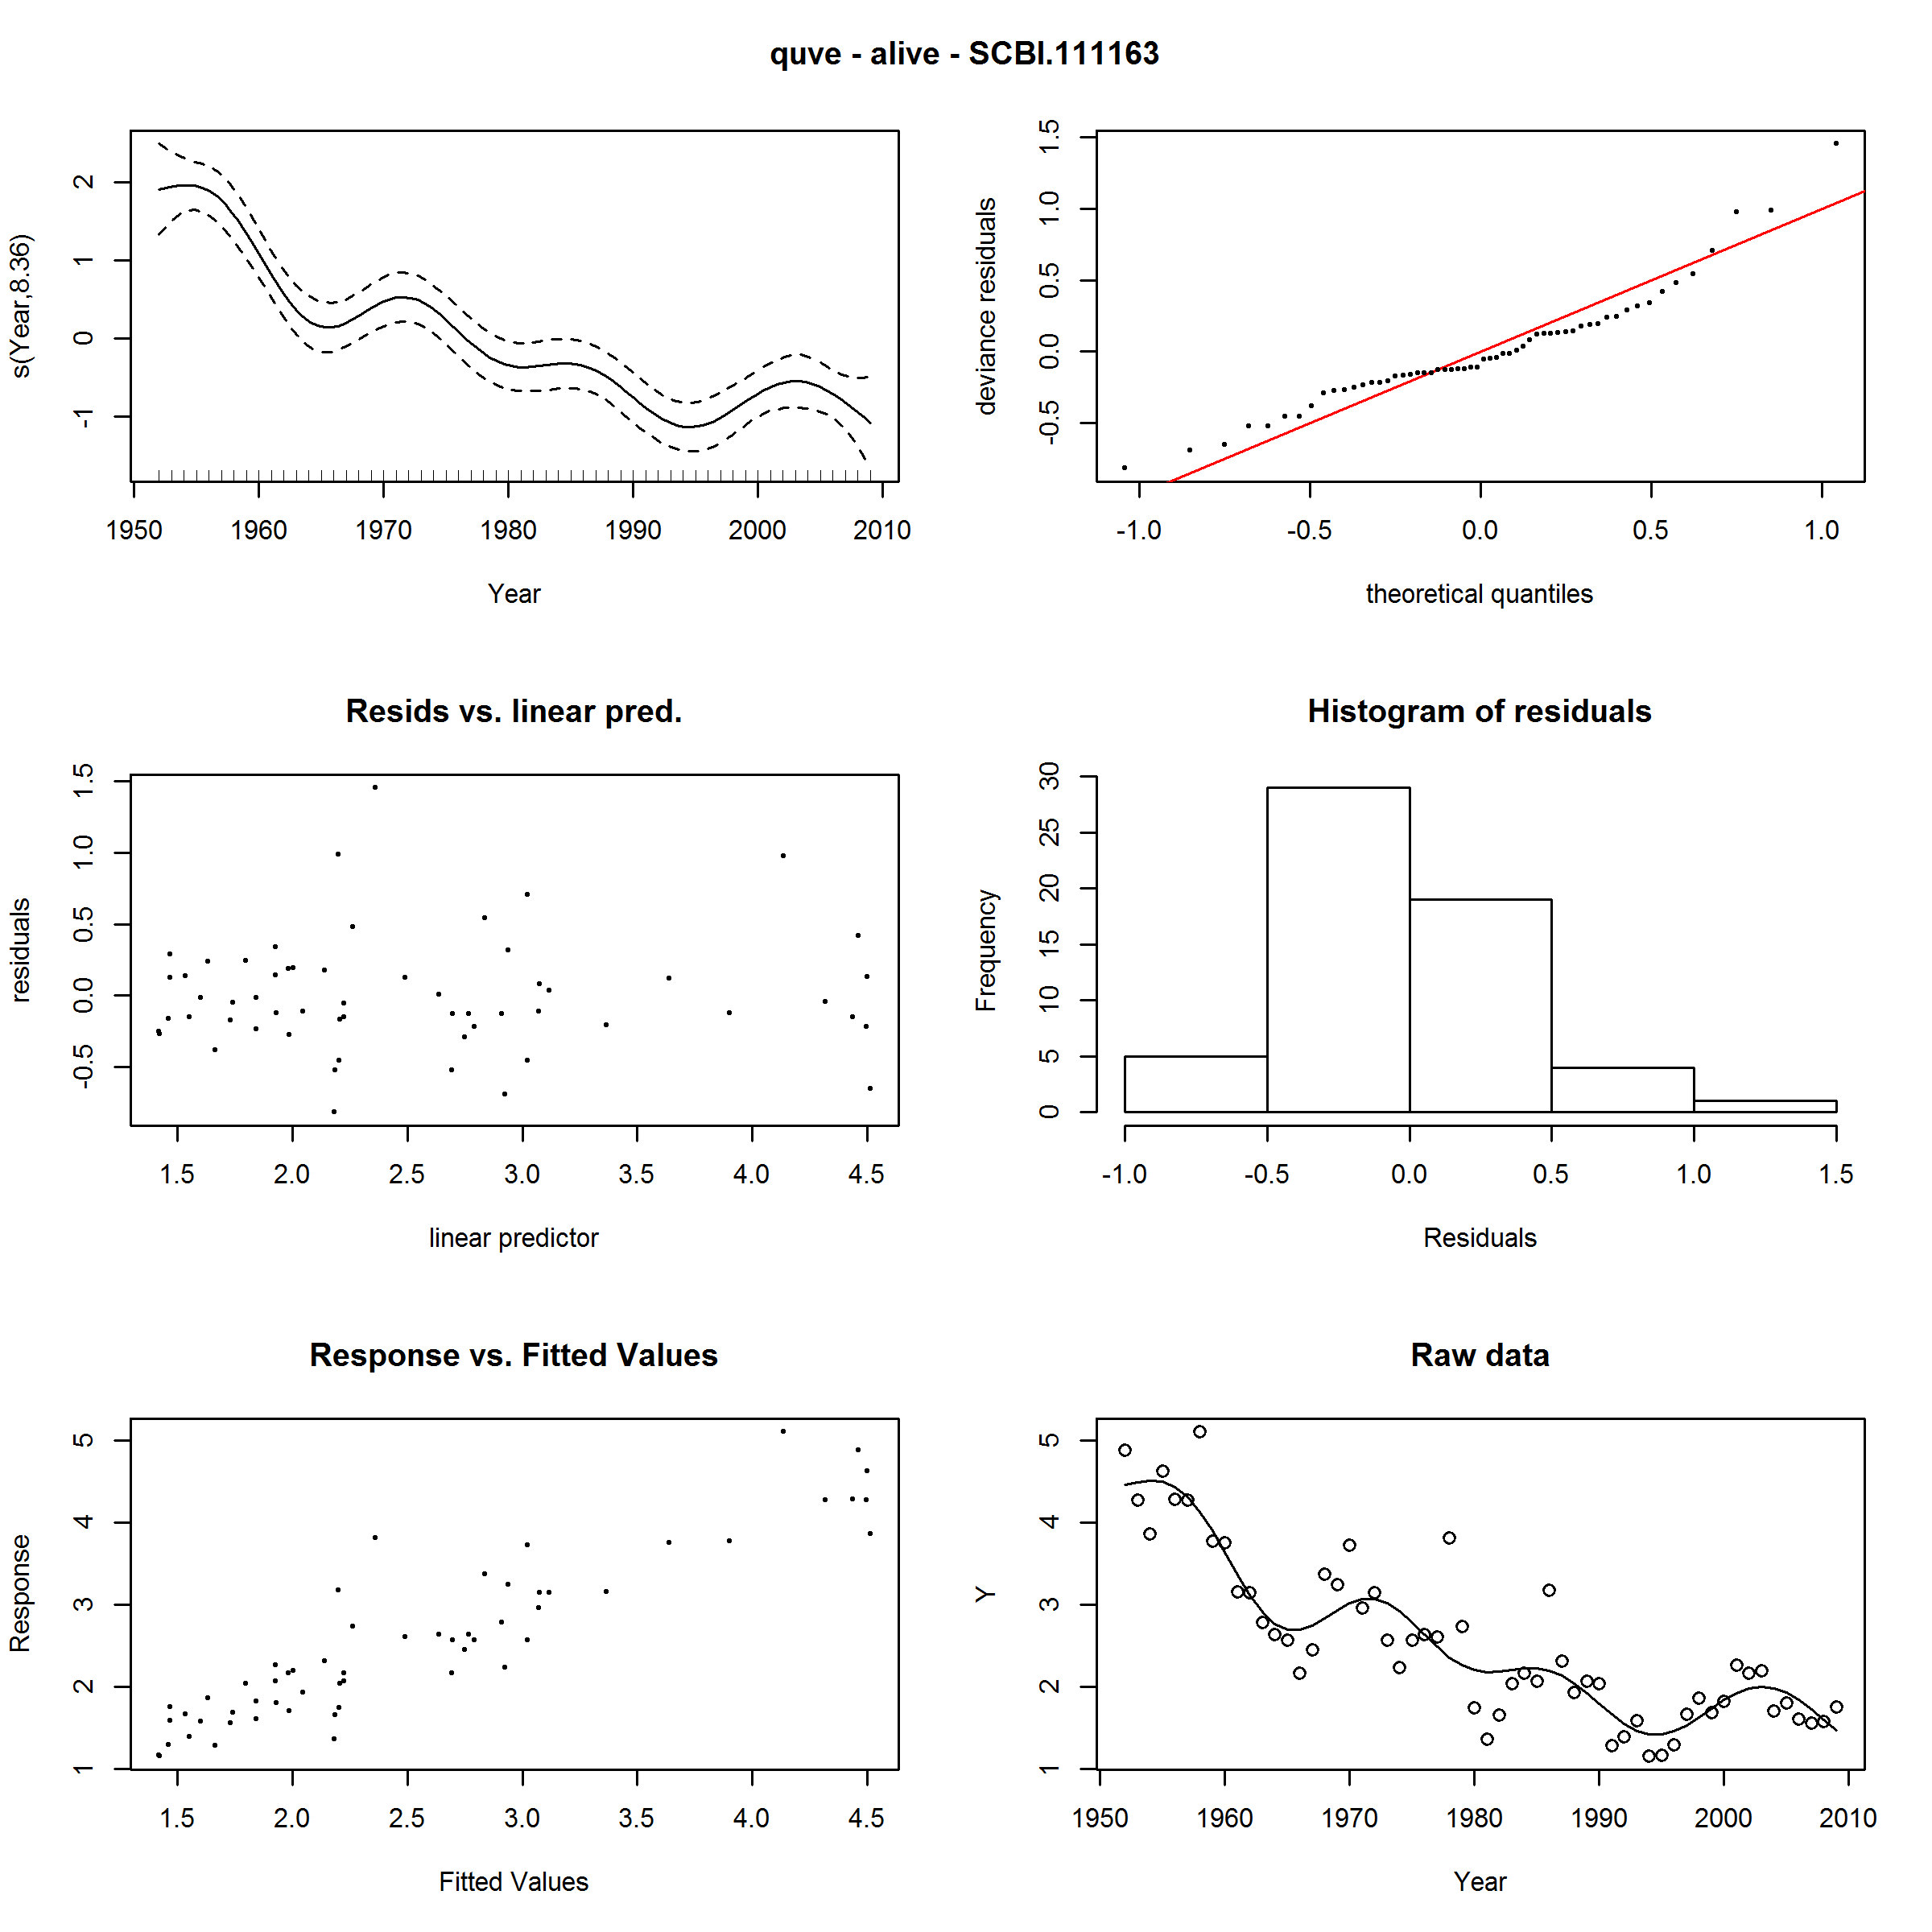 quve - alive - SCBI.111163
s(Year,8.36)
2
1
0
-1
1950 1960 1970 1980 1990 2000 2010
Year
deviance residuals
1.5
1.0
0.5
0.0
-0.5
-1.0 -0.5 0.0 0.5 1.0
theoretical quantiles
Resids vs. linear pred.
residuals
1.5
1.0
0.5
0.0
-0.5
1.5 2.0 2.5 3.0 3.5 4.0 4.5
linear predictor
Histogram of residuals
Frequency
30
25
20
15
10
5
0
-1.0 -0.5 0.0 0.5 1.0 1.5
Residuals
Response vs. Fitted Values
Response
5
4
3
2
1
1.5 2.0 2.5 3.0 3.5 4.0 4.5
Fitted Values
Raw data
Y
5
4
3
2
1
1950 1960 1970 1980 1990 2000 2010
Year